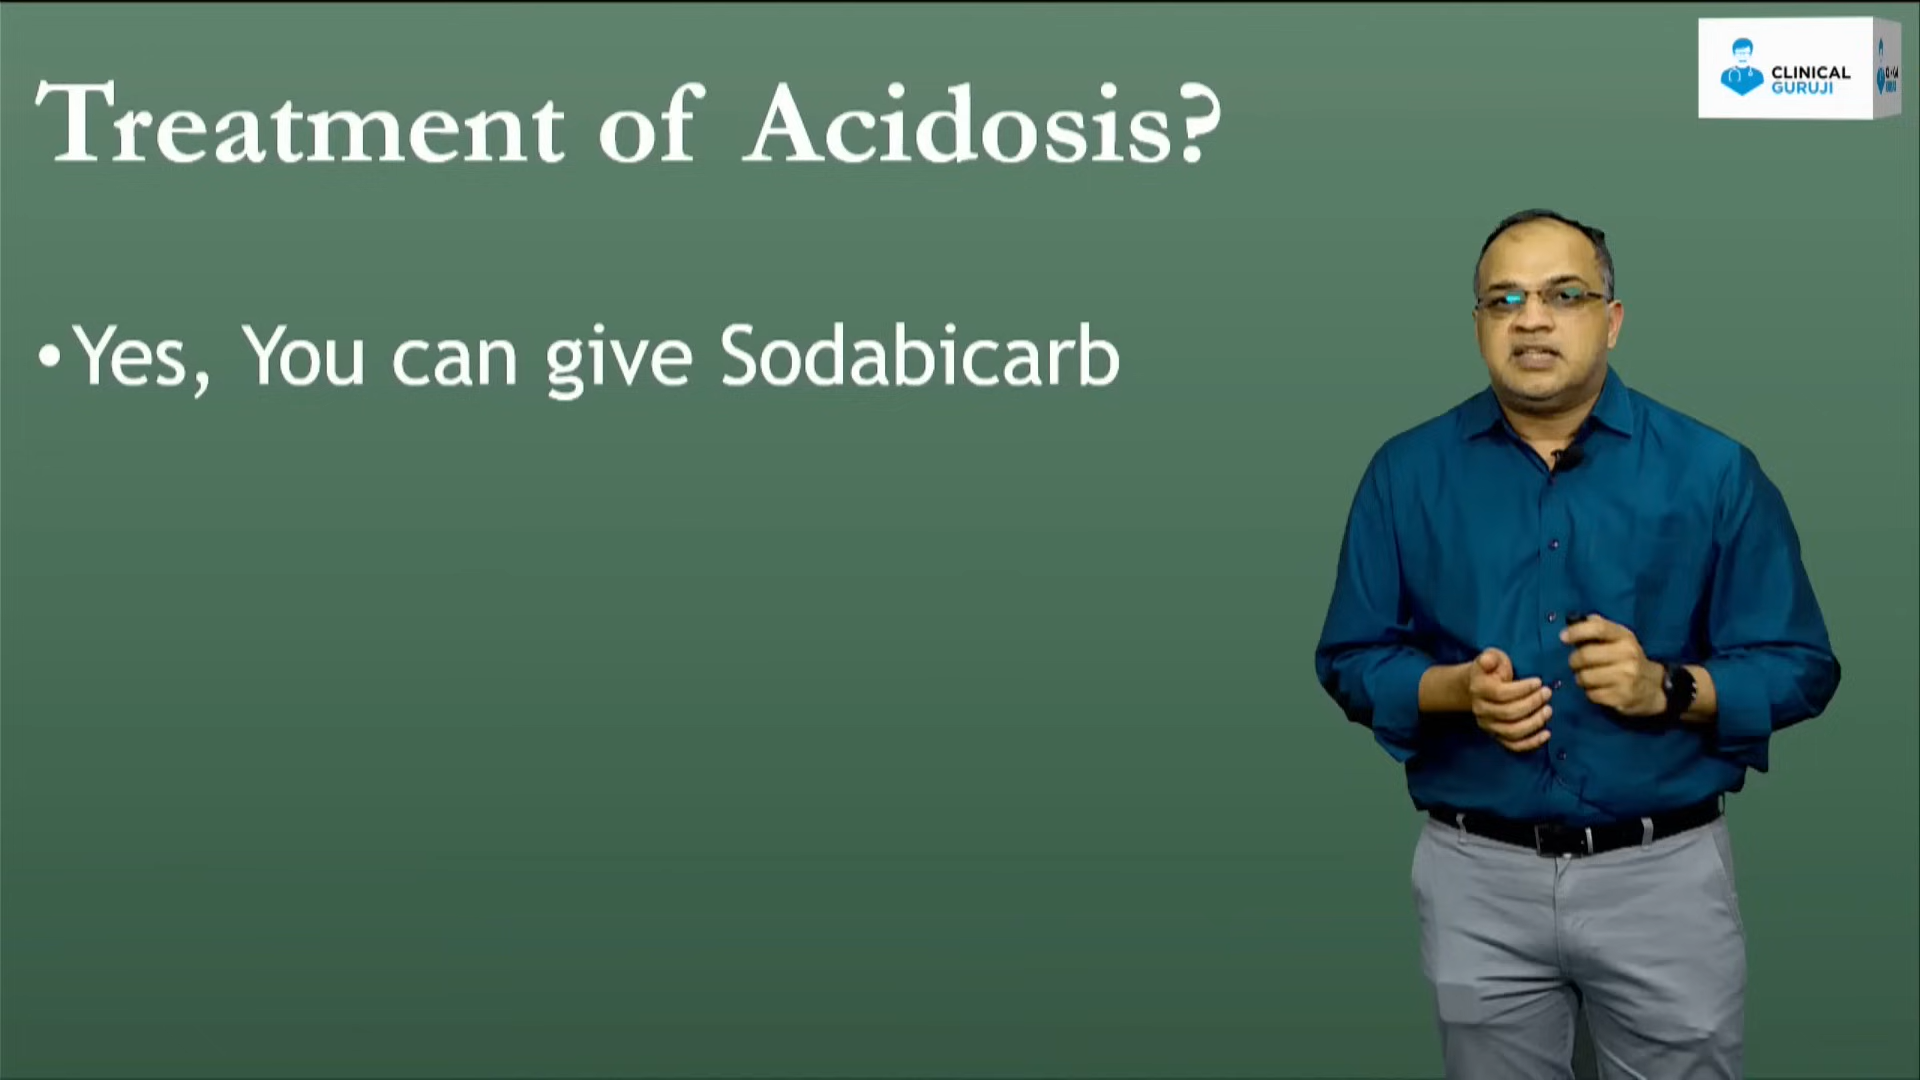 Treatment of Acidosis?
CLINICAL
GURUJI
•Yes, You can give Sodabicarb